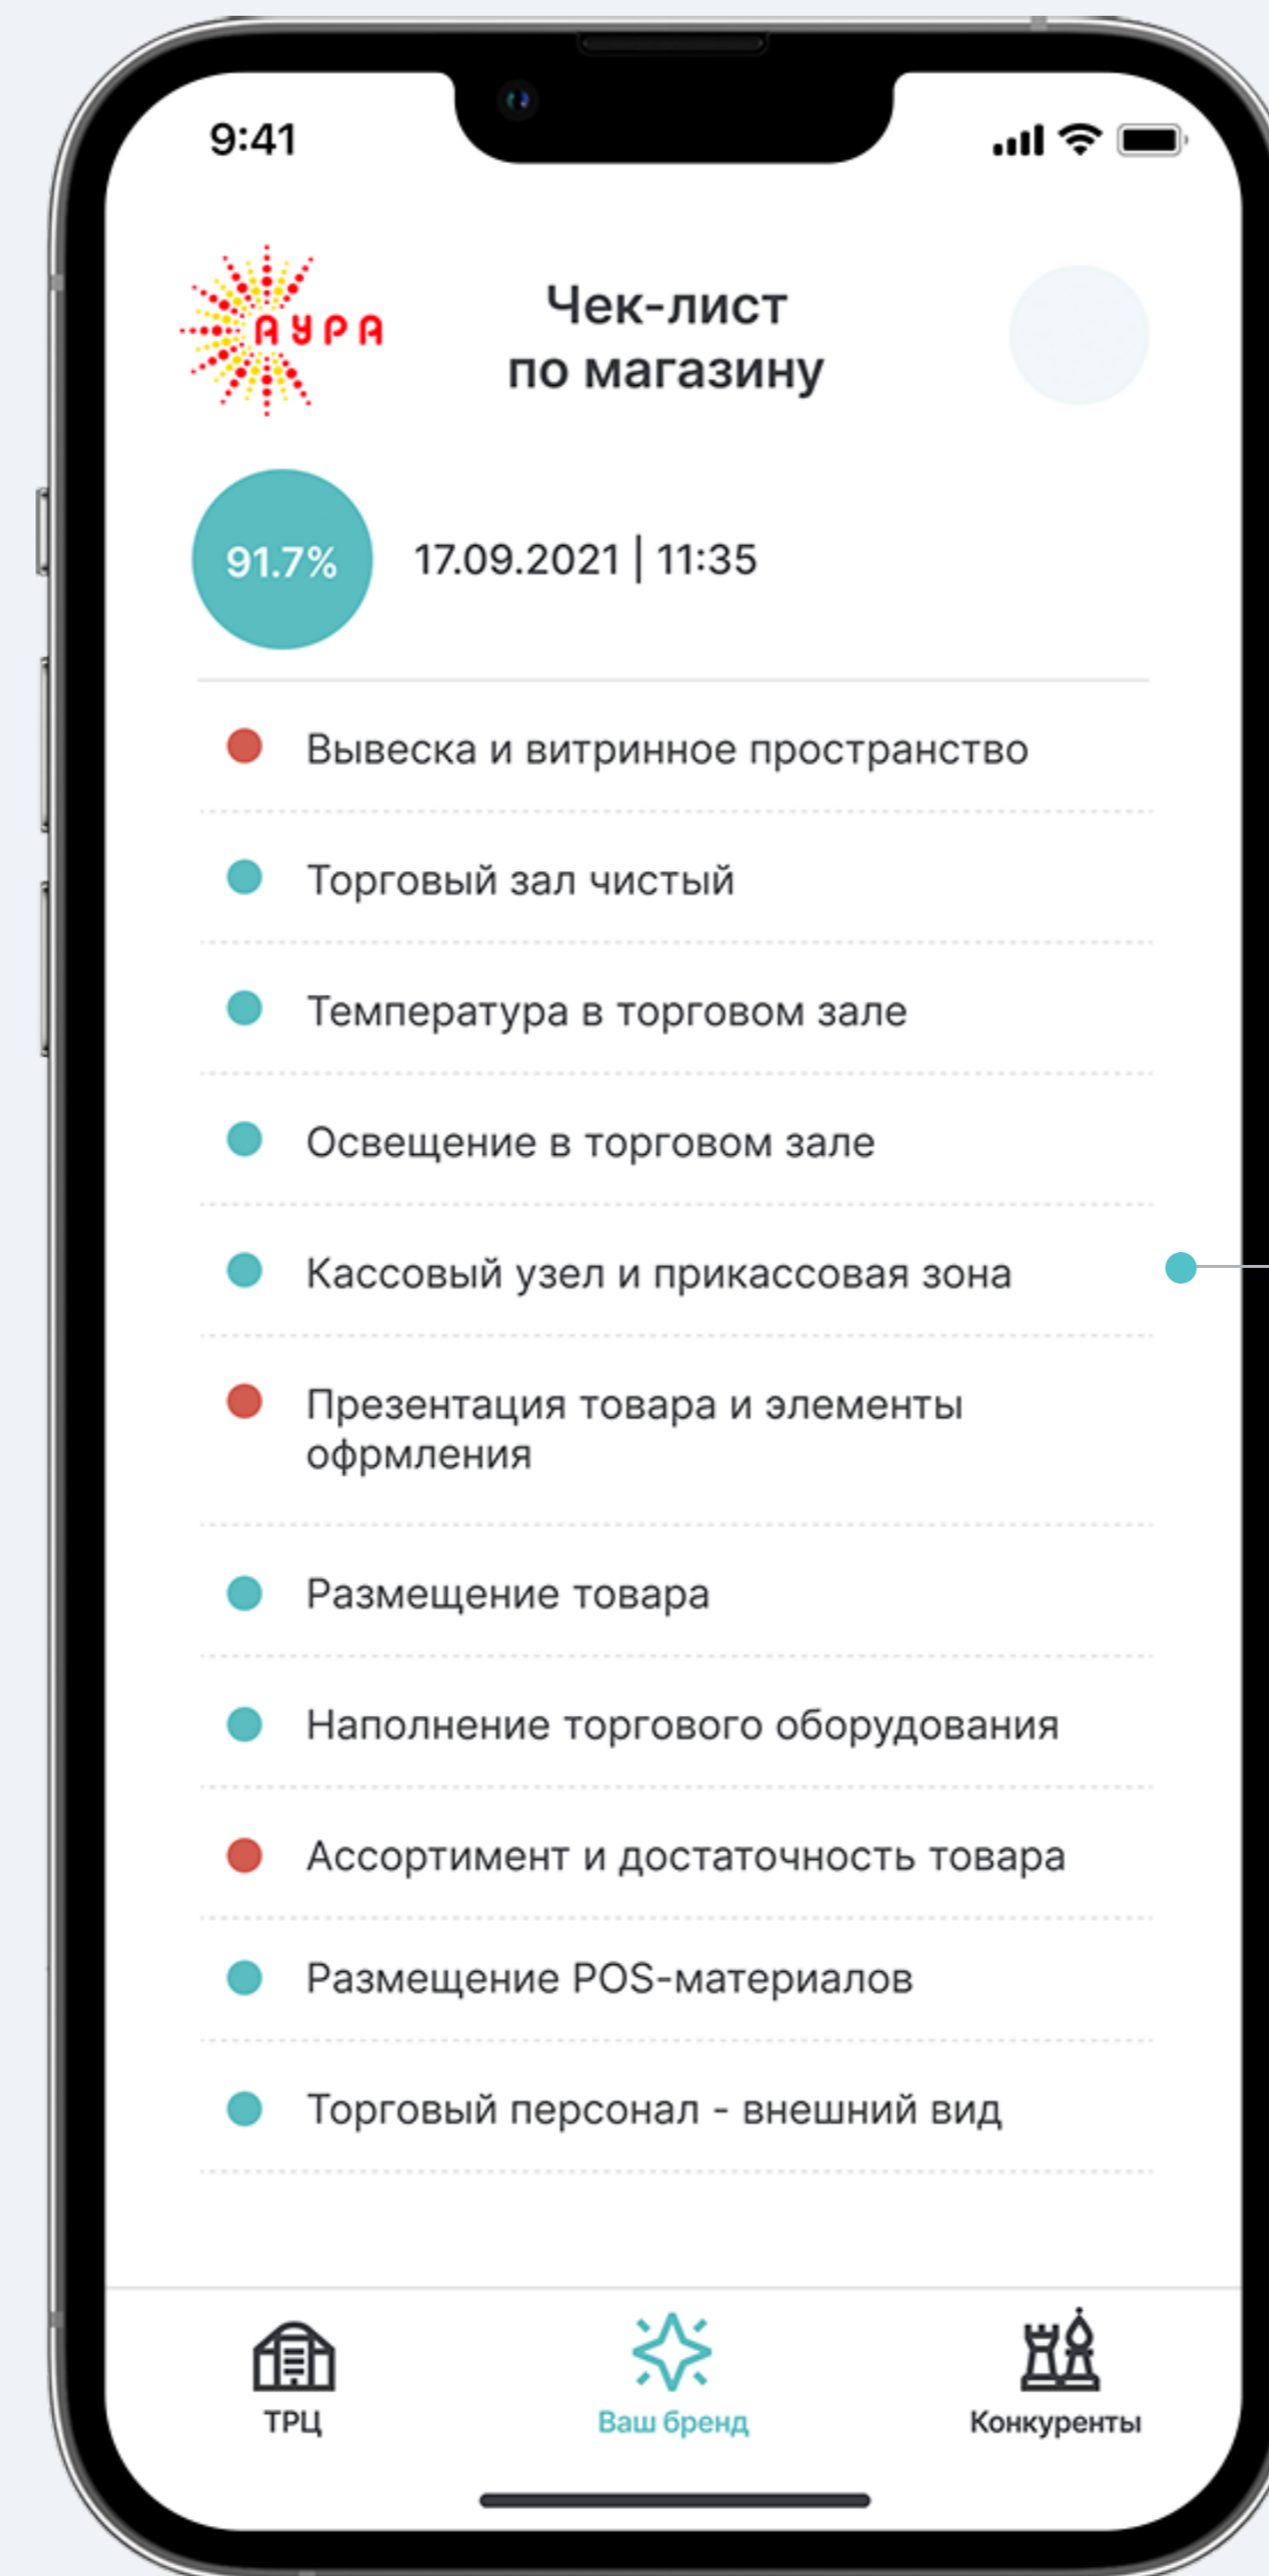 9:41
АУРА
Чек-лист
по магазину
91.7%
17.09.2021 | 11:35
Вывеска и витринное пространство
Торговый зал чистый
Температура в торговом зале
Освещение в торговом зале
Кассовый узел и прикассовая зона
Презентация товара и элементы
офрмления
Размещение товара
Наполнение торгового оборудования
Ассортимент и достаточность товара
Размещение POS-материалов
Торговый персонал - внешний вид
ТРЦ
Ваш бренд
Конкуренты